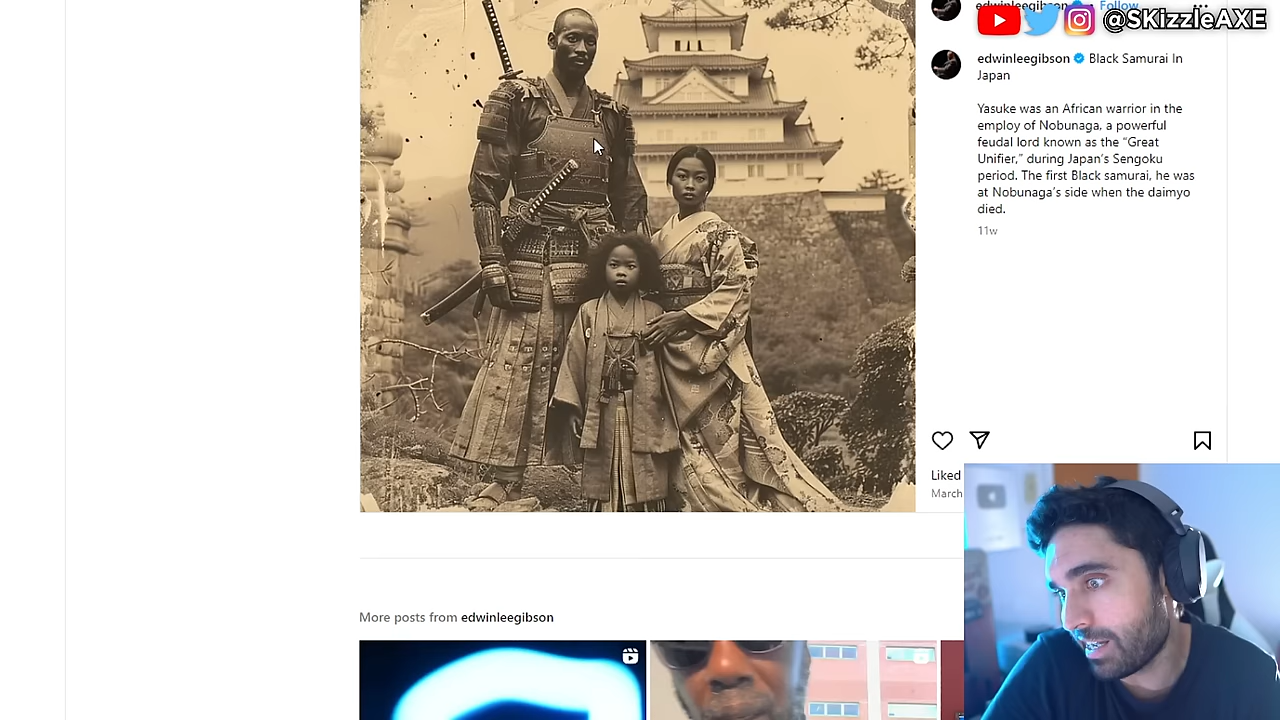 edwinleegibson
Follow
@SKizzleAXE
edwinleegibson Black Samurai In
Japan
Yasuke was an African warrior in the
employ of Nobunaga, a powerful
feudal lord known as the “Great
Unifier,” during Japan’s Sengoku
period. The first Black samurai, he was
at Nobunaga’s side when the daimyo
died.
11w
Liked
March
More posts from edwinleegibson